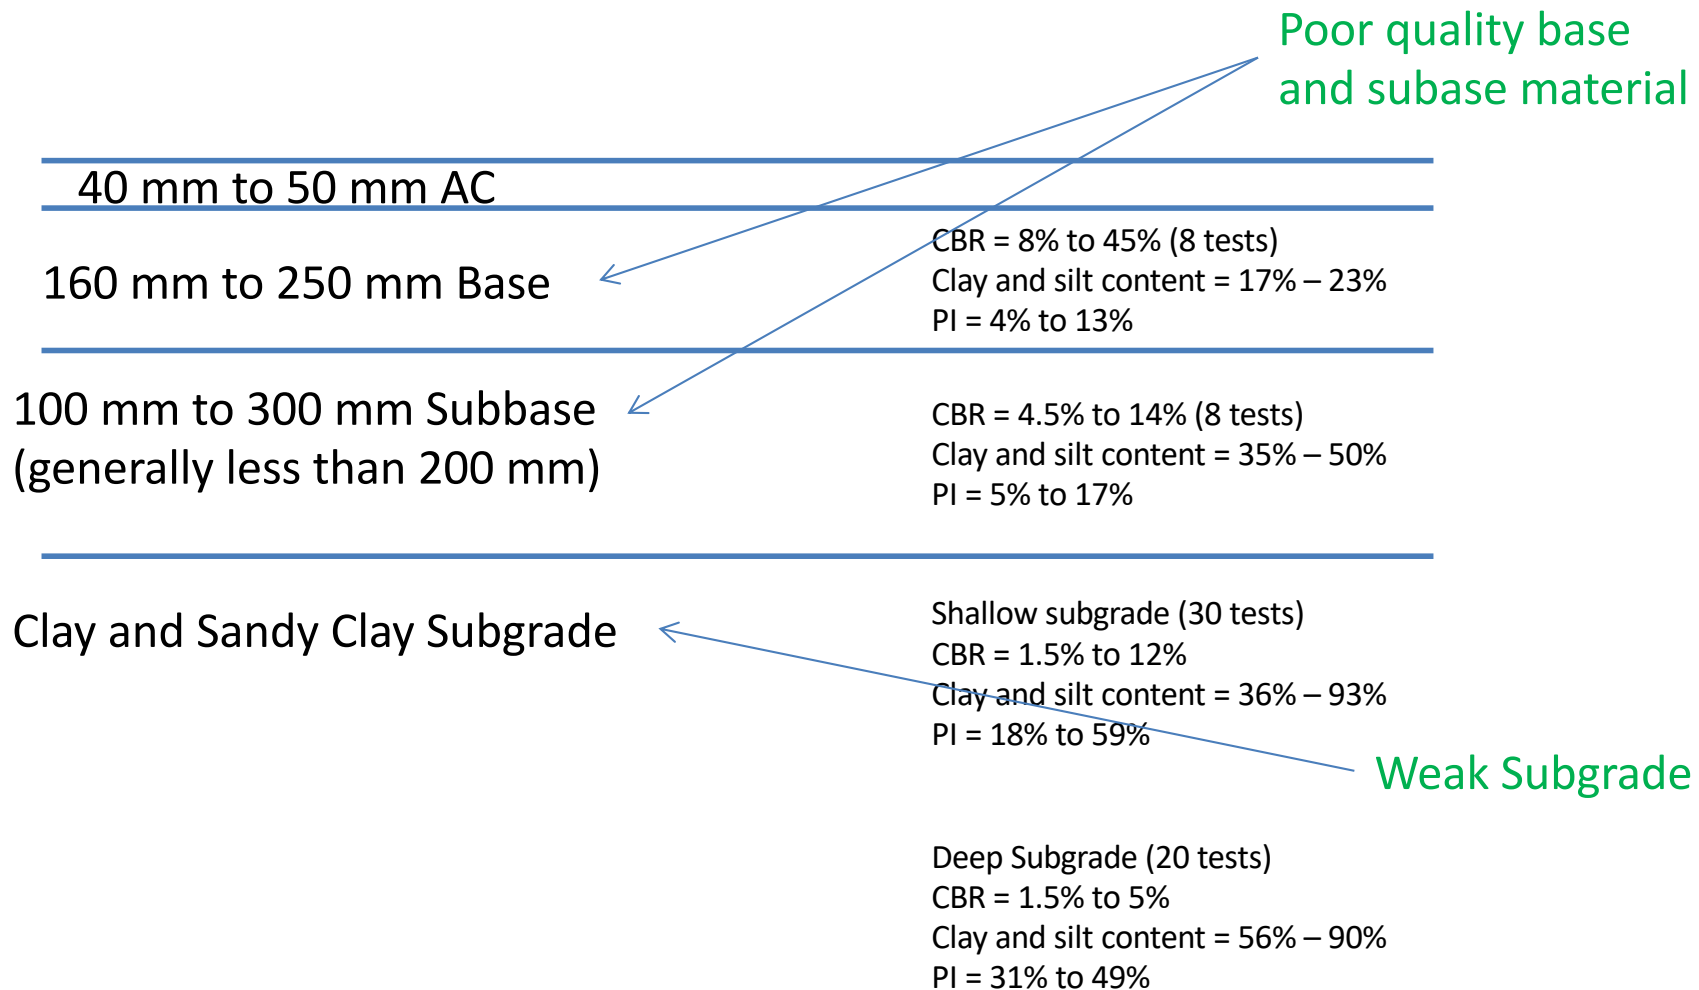 Poor quality base
and subase material
40 mm to 50 mm AC
160 mm to 250 mm Base
CBR = 8% to 45% (8 tests)
Clay and silt content = 17% – 23%
PI = 4% to 13%
100 mm to 300 mm Subbase
(generally less than 200 mm)
CBR = 4.5% to 14% (8 tests)
Clay and silt content = 35% – 50%
PI = 5% to 17%
Clay and Sandy Clay Subgrade
Shallow subgrade (30 tests)
CBR = 1.5% to 12%
Clay and silt content = 36% – 93%
PI = 18% to 59%
Weak Subgrade
Deep Subgrade (20 tests)
CBR = 1.5% to 5%
Clay and silt content = 56% – 90%
PI = 31% to 49%